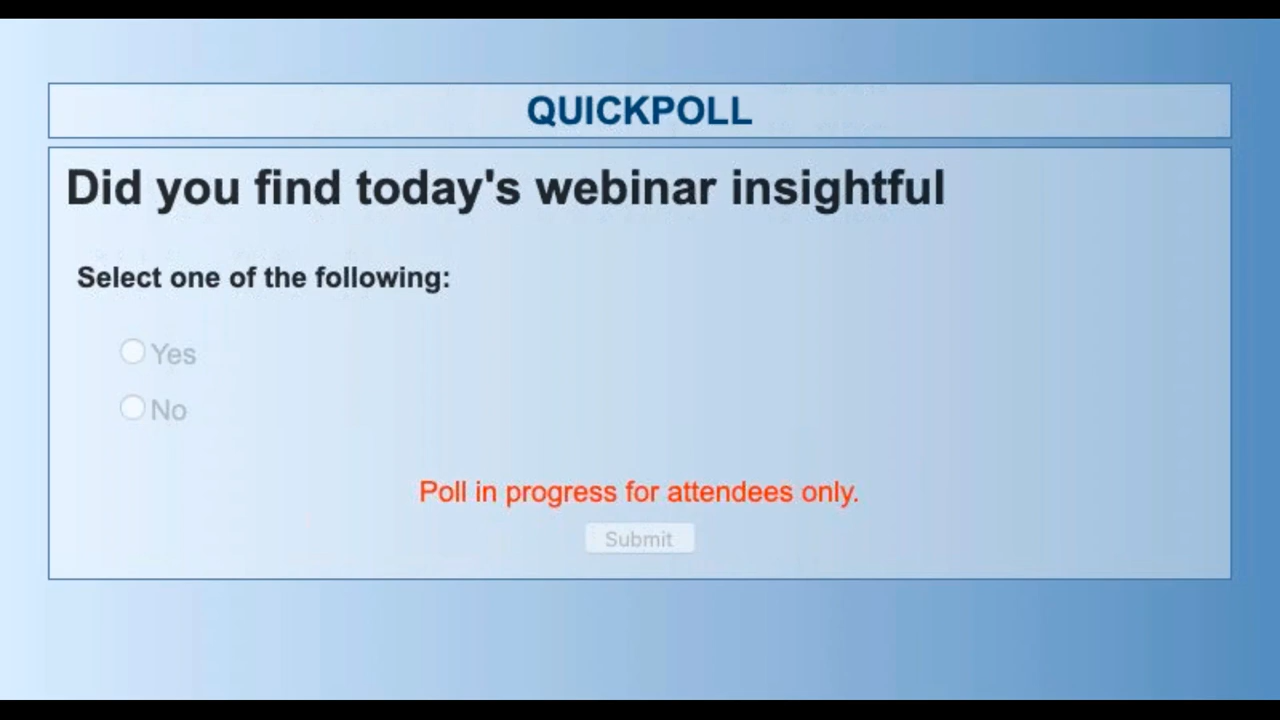 QUICKPOLL
Did you find today's webinar insightful
Select one of the following:
Yes
No
Poll in progress for attendees only.
Submit